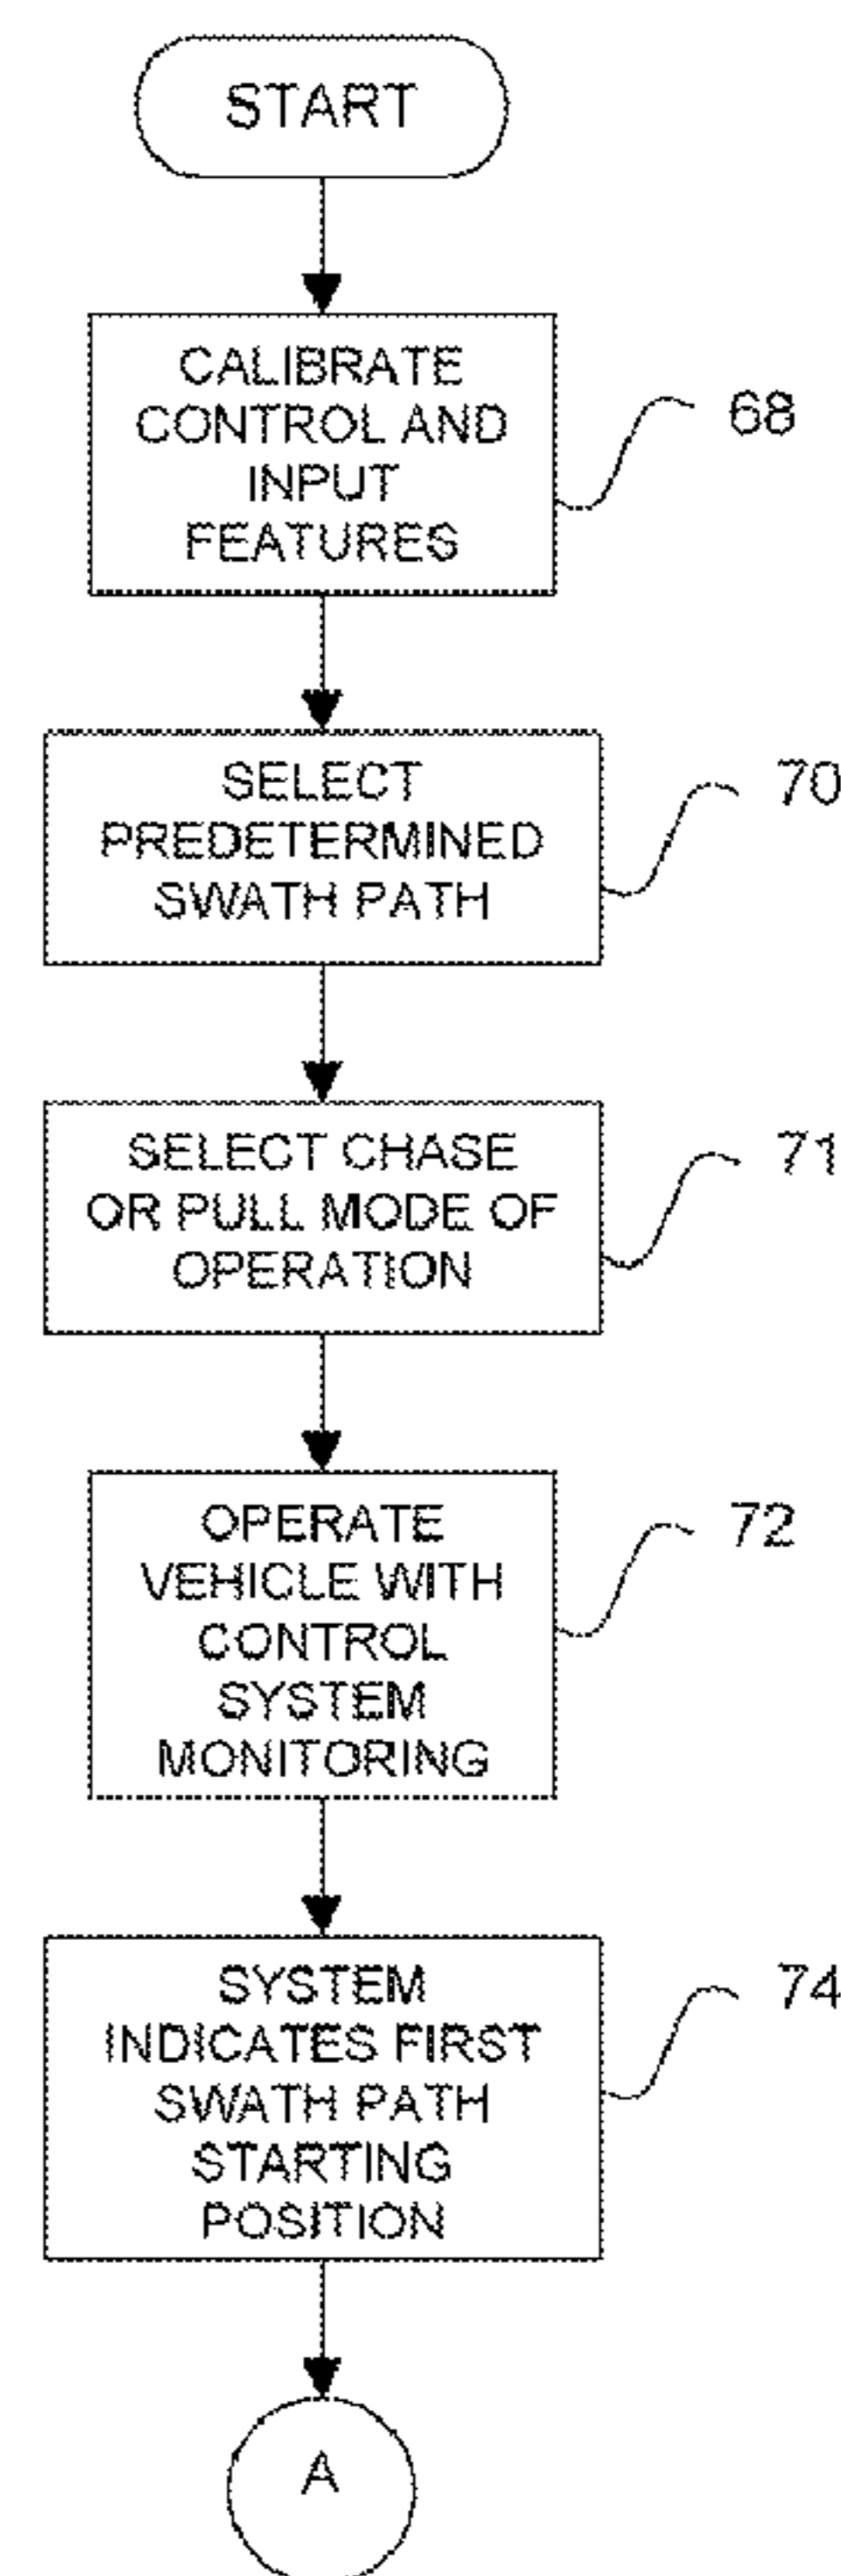 START
CALIBRATE
CONTROL AND
INPUT
FEATURES
68
SELECT
PREDETERMINED
SWATH PATH
70
SELECT CHASE
OR PULL MODE OF
OPERATION
71
OPERATE
VEHICLE WITH
CONTROL
SYSTEM
MONITORING
72
SYSTEM
INDICATES FIRST
SWATH PATH
STARTING
POSITION
74
A